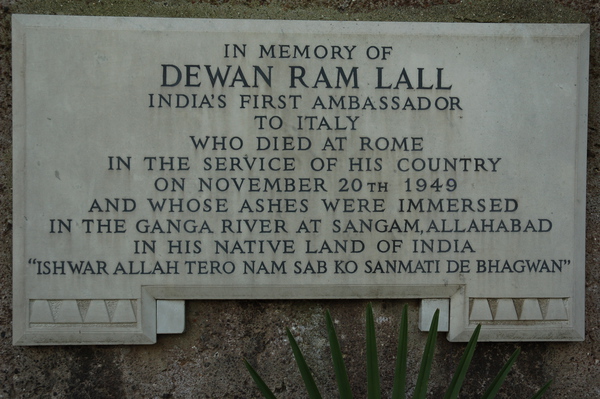 IN MEMORY OF
DEWAN RAM LALL
INDIA'S FIRST AMBASSADOR
TO ITALY
WHO DIED AT ROME
IN THE SERVICE OF HIS COUNTRY
ON NOVEMBER 20TH 1949
AND WHOSE ASHES WERE IMMERSED
IN THE GANGA RIVER AT SANGAM, ALLAHABAD
IN HIS NATIVE LAND OF INDIA
"ISHWAR ALLAH TERO NAM SAB KO SANMATI DE BHAGWAN"